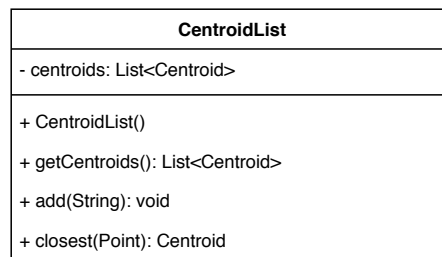 CentroidList
- centroids: List<Centroid>
+ CentroidList()
+ getCentroids(): List<Centroid>
+ add(String): void
+ closest(Point): Centroid